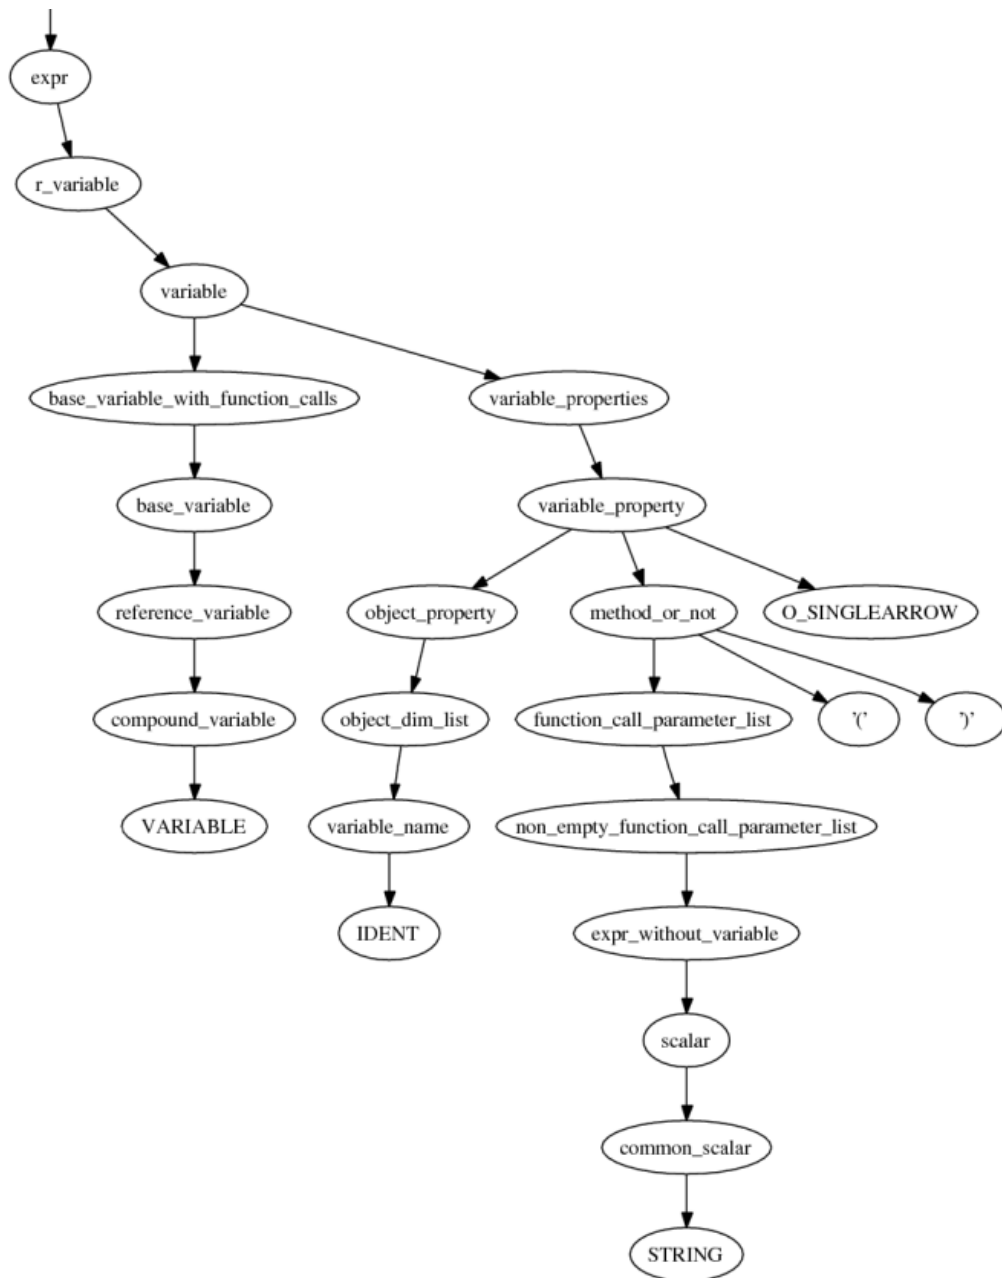 expr
r_variable
variable
base_variable_with_function_calls
variable_properties
base_variable
variable_property
reference_variable
object_property
method_or_not
O_SINGLEARROW
compound_variable
object_dim_list
function_call_parameter_list
'('
')'
VARIABLE
variable_name
non_empty_function_call_parameter_list
IDENT
expr_without_variable
scalar
common_scalar
STRING